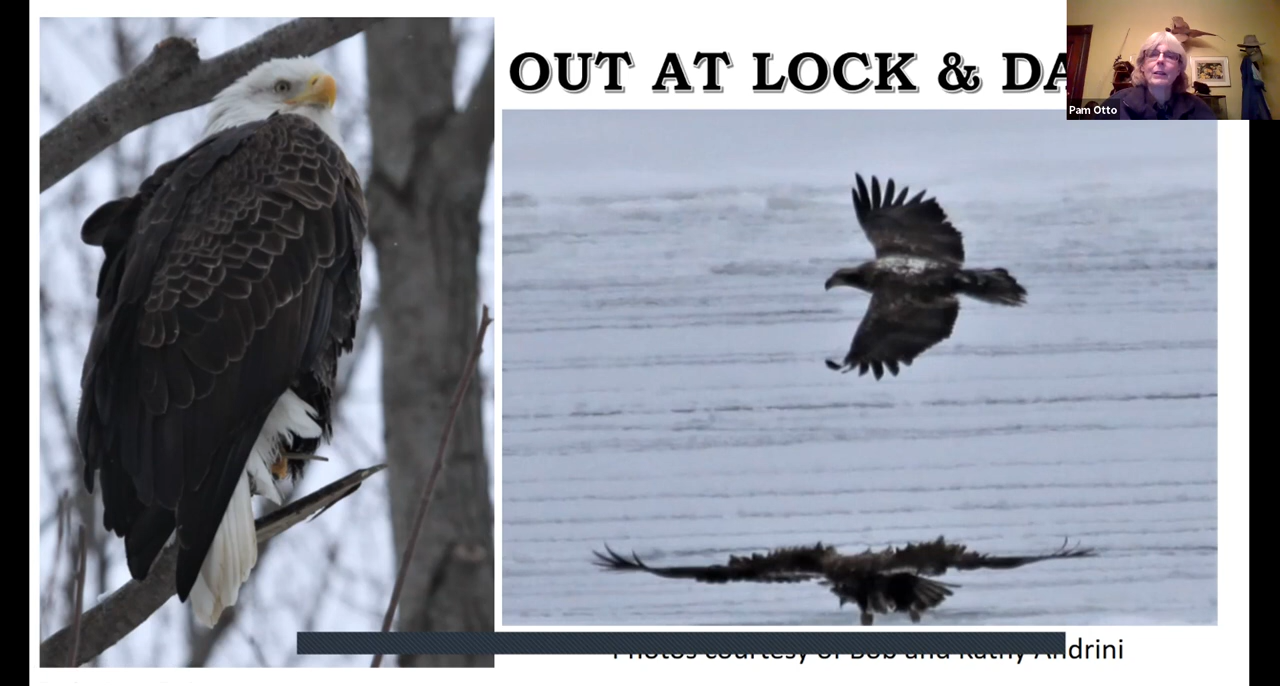 OUT AT LOCK & DA
Pam Otto
Photos courtesy of Bob and Kathy Andrini